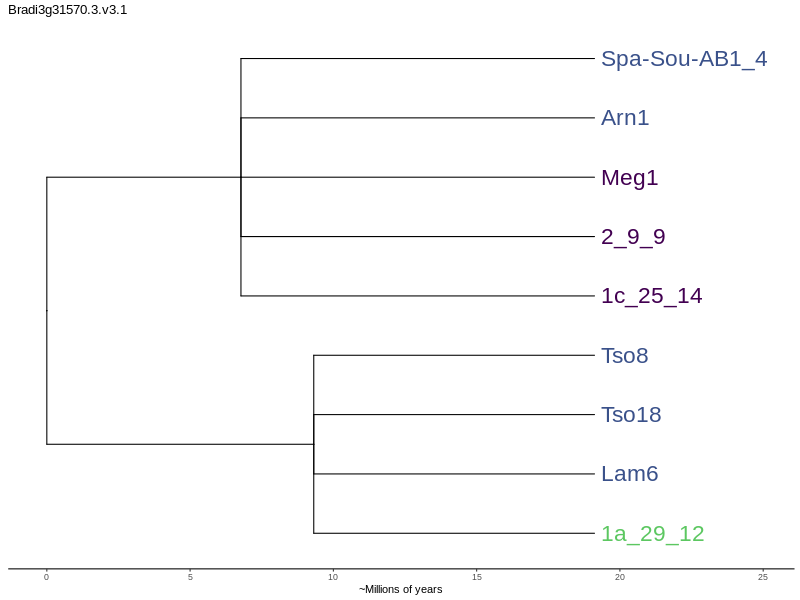 Bradi3g31570.3.v3.1
Spa-Sou-AB1_4
Arn1
Meg1
2_9_9
1c_25_14
Tso8
Tso18
Lam6
1a_29_12
0 5 10 15 20 25
~Millions of years